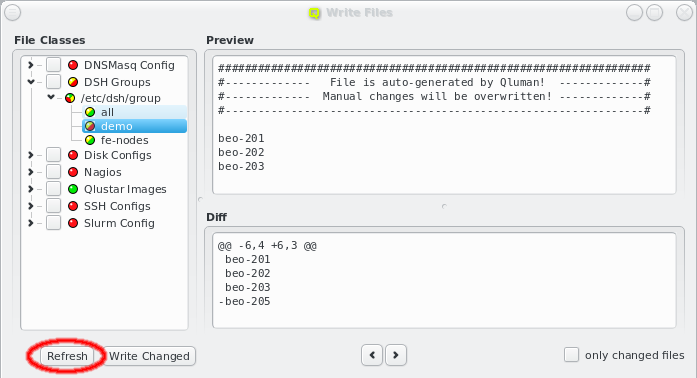 Write Files
File Classes
DNSMasq Config
DSH Groups
/etc/dsh/group
all
demo
fe-nodes
Disk Configs
Nagios
Qlustar Images
SSH Configs
Slurm Config
Preview
##################################################################
#-------------   File is auto-generated by Qluman!  -------------#
#-------------  Manual changes will be overwritten! -------------#
#----------------------------------------------------------------#
beo-201
beo-202
beo-203
Diff
@@ -6,4 +6,3 @@
beo-201
beo-202
beo-203
-beo-205
Refresh
Write Changed
< >
only changed files